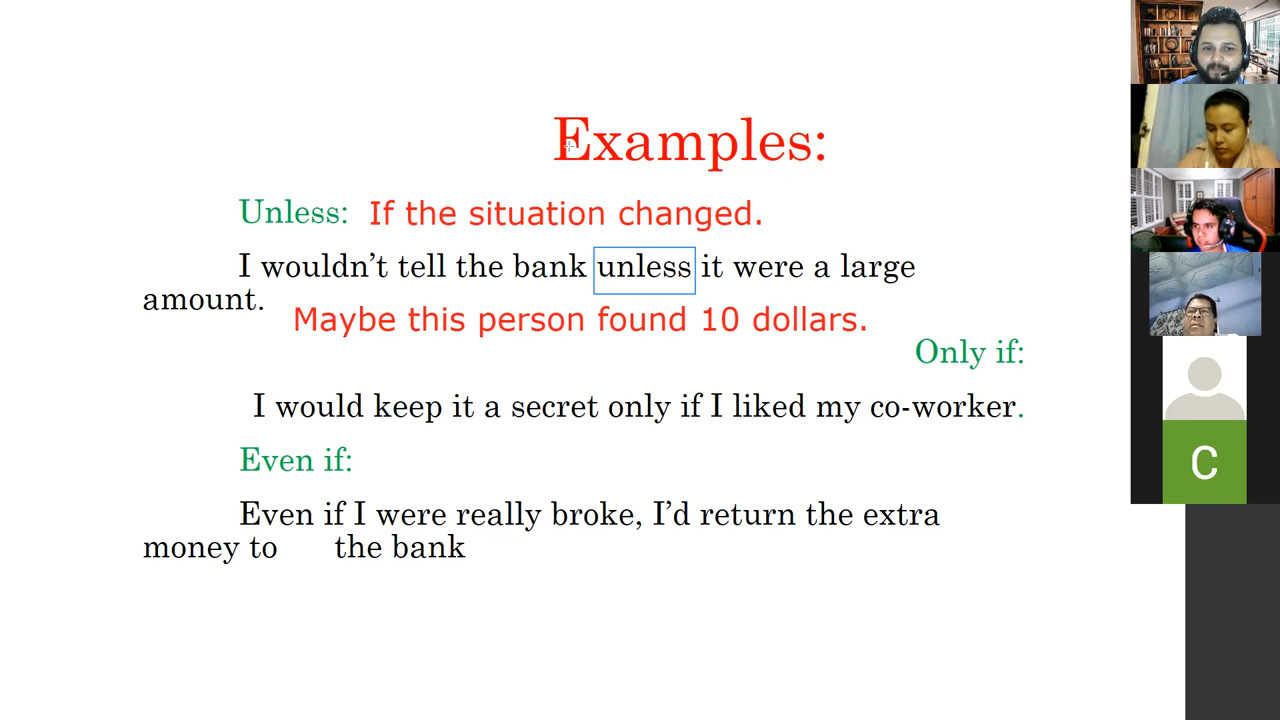 Examples:
Unless: If the situation changed.
I wouldn’t tell the bank unless it were a large
amount.
Maybe this person found 10 dollars.
Only if:
I would keep it a secret only if I liked my co-worker.
Even if:
Even if I were really broke, I’d return the extra
money to the bank
C